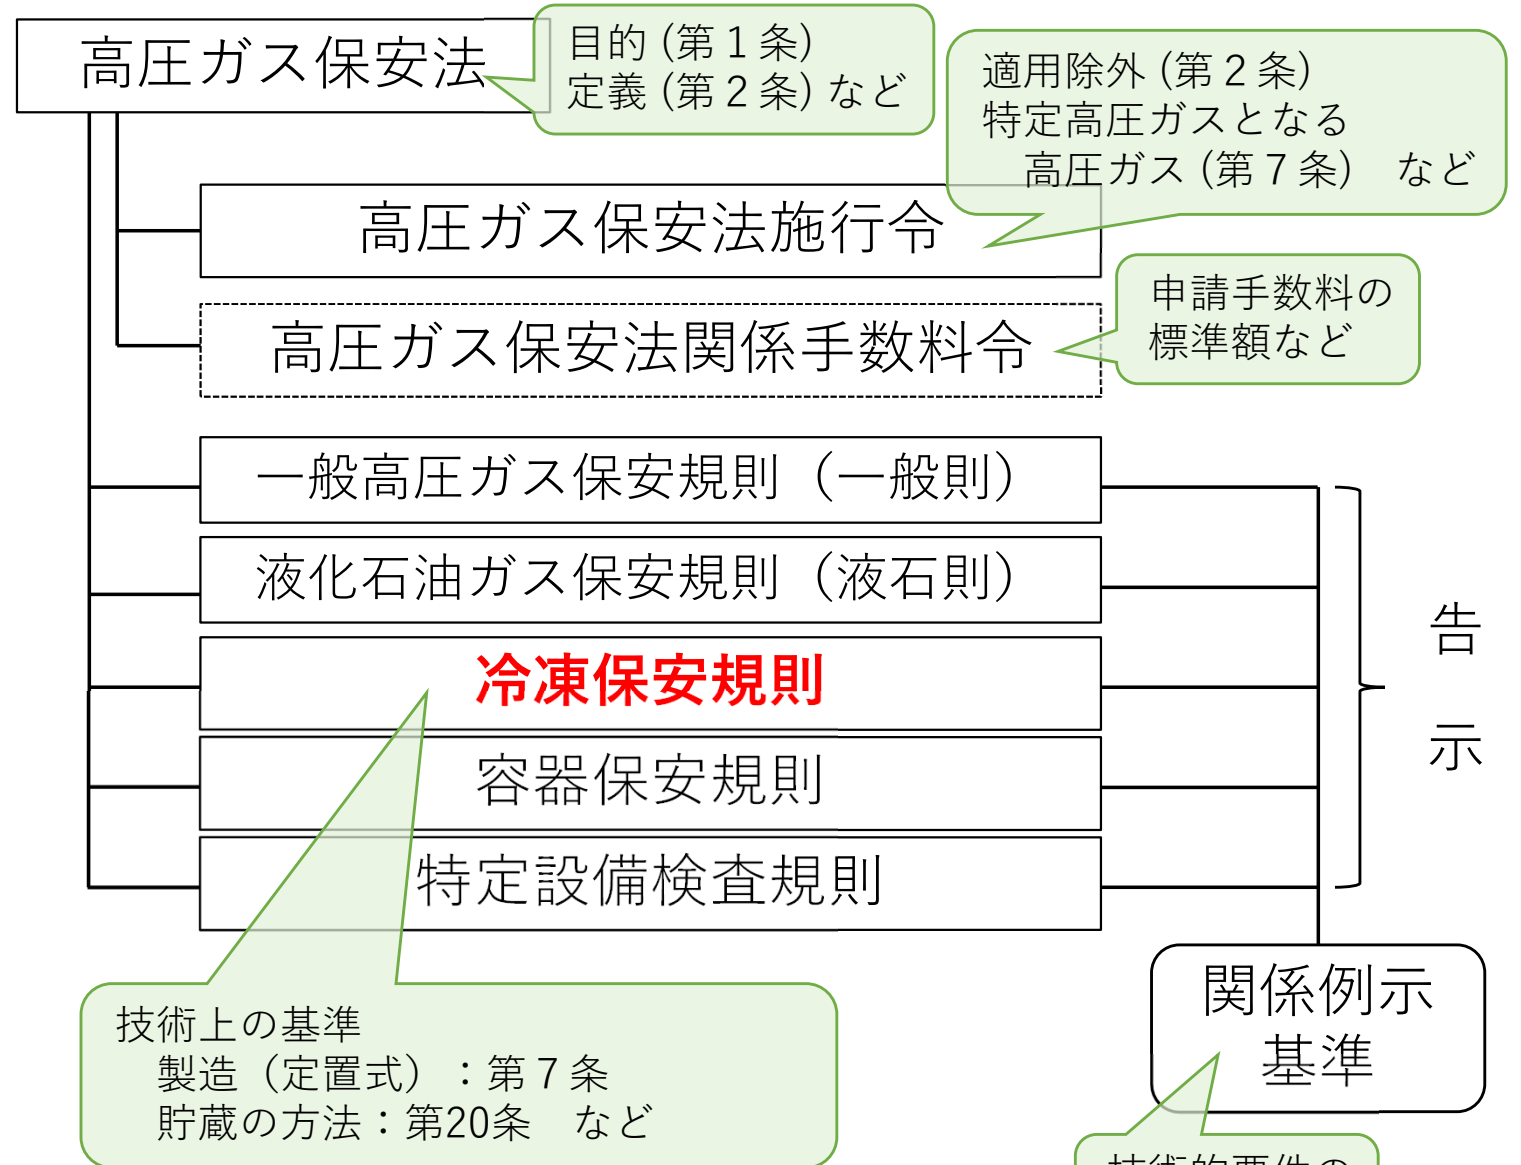 高圧ガス保安法
目的 (第１条)
定義 (第２条) など
適用除外 (第２条)
特定高圧ガスとなる
高圧ガス (第７条)　など
高圧ガス保安法施行令
申請手数料の
標準額など
高圧ガス保安法関係手数料令
一般高圧ガス保安規則（一般則）
液化石油ガス保安規則（液石則）
冷凍保安規則
容器保安規則
特定設備検査規則
告
示
関係例示
基準
技術上の基準
製造（定置式）：第７条
貯蔵の方法：第20条　など
技術的要件の